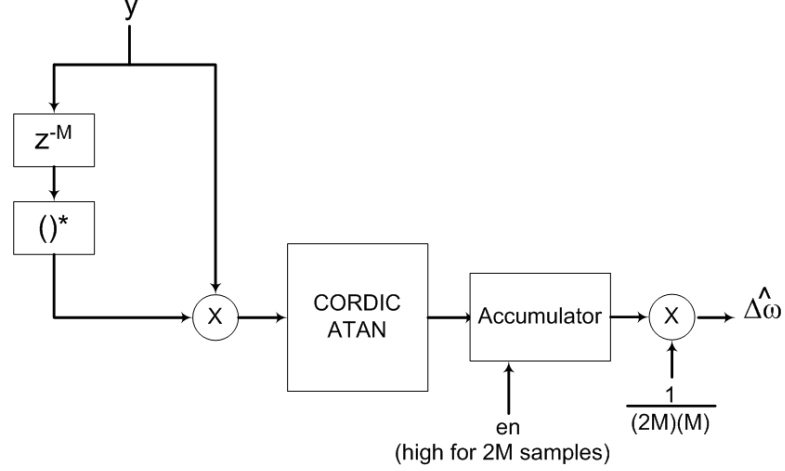 y
z⁻ᴹ
()*
X
CORDIC
ATAN
Accumulator
X
Δω̂
en
(high for 2M samples)
1
(2M)(M)